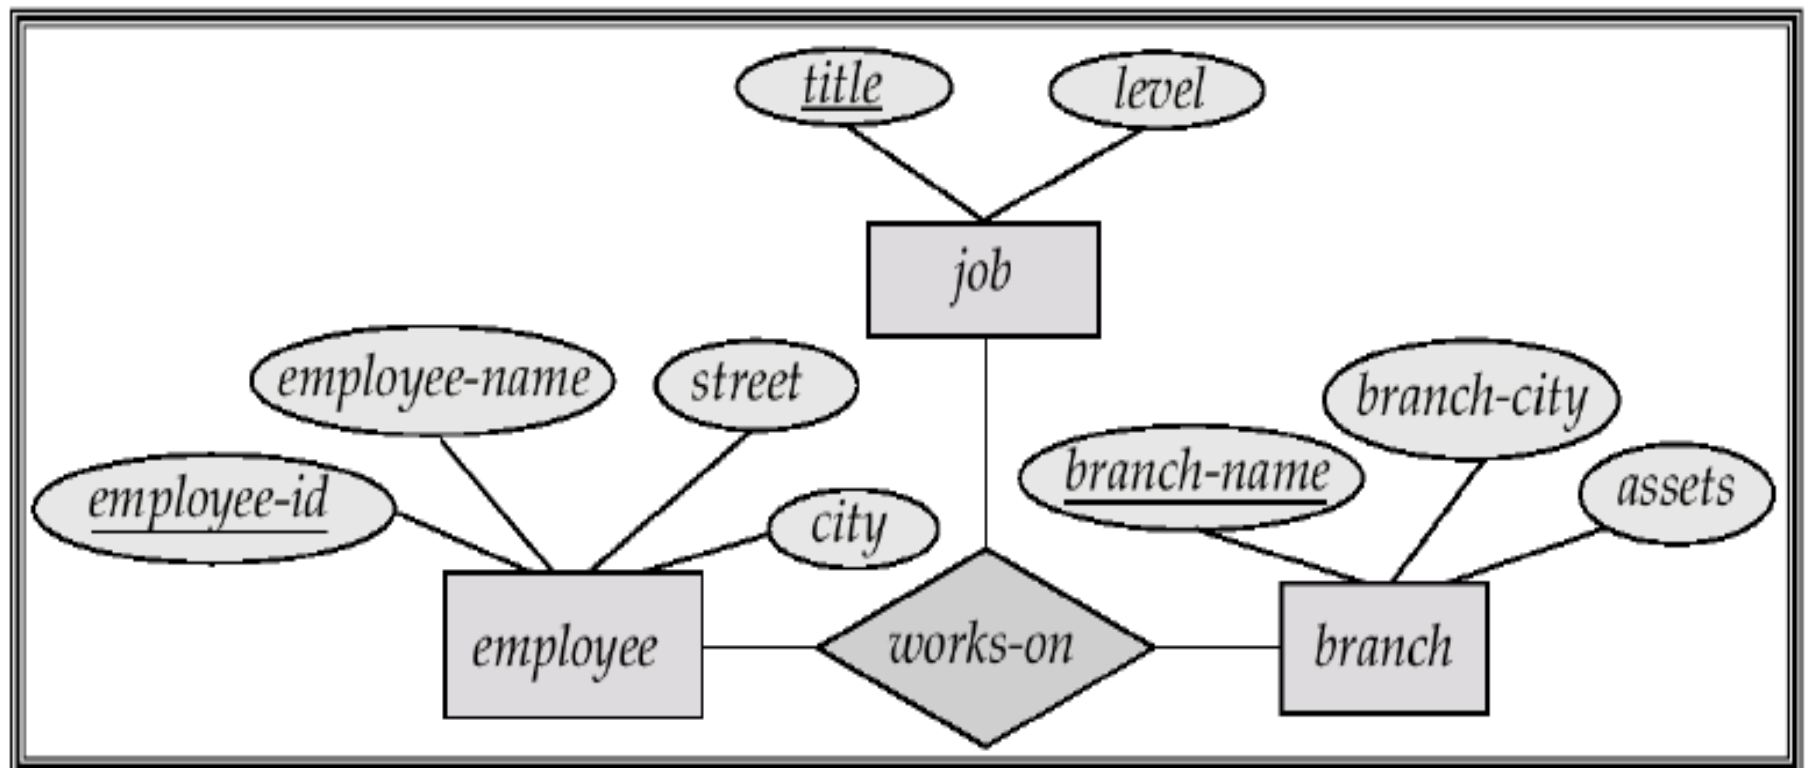 title
level
job
employee-name
street
branch-city
employee-id
branch-name
assets
city
employee
works-on
branch